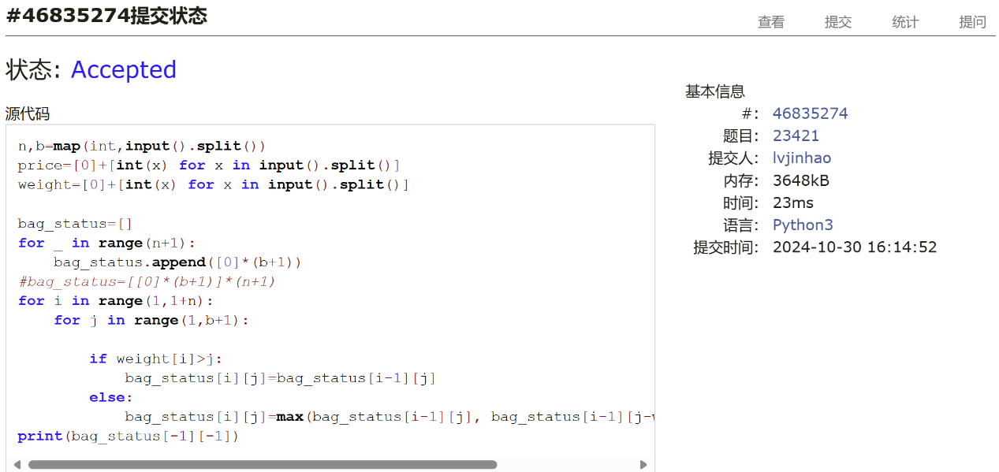 #46835274提交状态
查看 提交 统计 提问
状态: Accepted
源代码
n,b=map(int,input().split())
price=[0]+[int(x) for x in input().split()]
weight=[0]+[int(x) for x in input().split()]
bag_status=[]
for _ in range(n+1):
    bag_status.append([0]*(b+1))
#bag_status=[[0]*(b+1)]*(n+1)
for i in range(1,1+n):
    for j in range(1,b+1):
        if weight[i]>j:
            bag_status[i][j]=bag_status[i-1][j]
        else:
            bag_status[i][j]=max(bag_status[i-1][j], bag_status[i-1][j-
print(bag_status[-1][-1])
基本信息
#: 46835274
题目: 23421
提交人: lvjinhao
内存: 3648kB
时间: 23ms
语言: Python3
提交时间: 2024-10-30 16:14:52